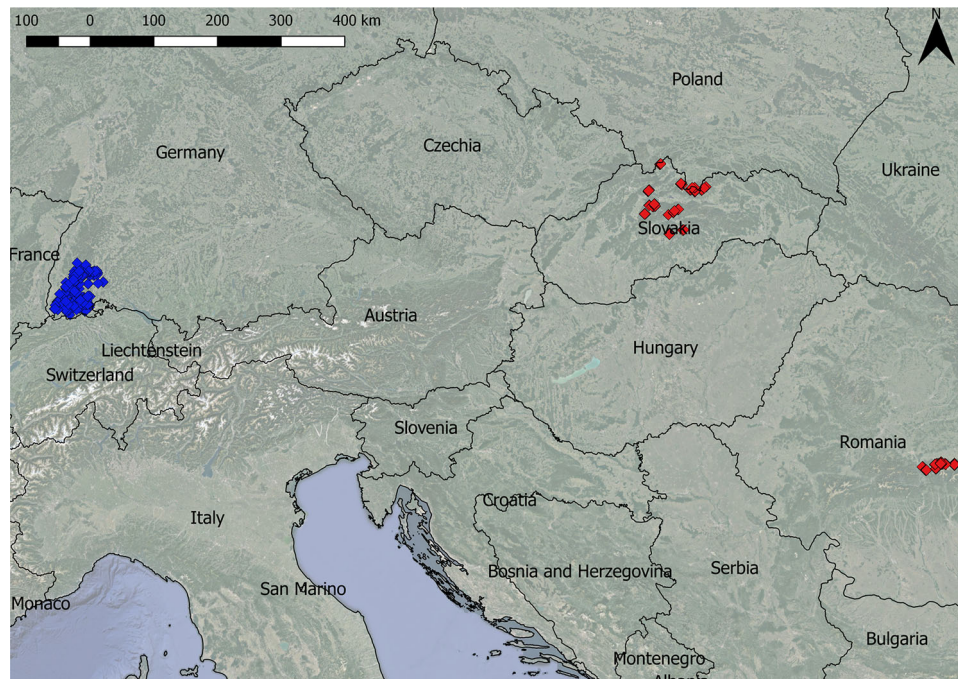 100 0 100 200 300 400 km
N
Poland
Czechia
Germany
Ukraine
Slovakia
France
Austria
Liechtenstein
Hungary
Switzerland
Slovenia
Romania
Croatia
Italy
Bosnia and Herzegovina
Serbia
San Marino
Monaco
Bulgaria
Montenegro
Albania